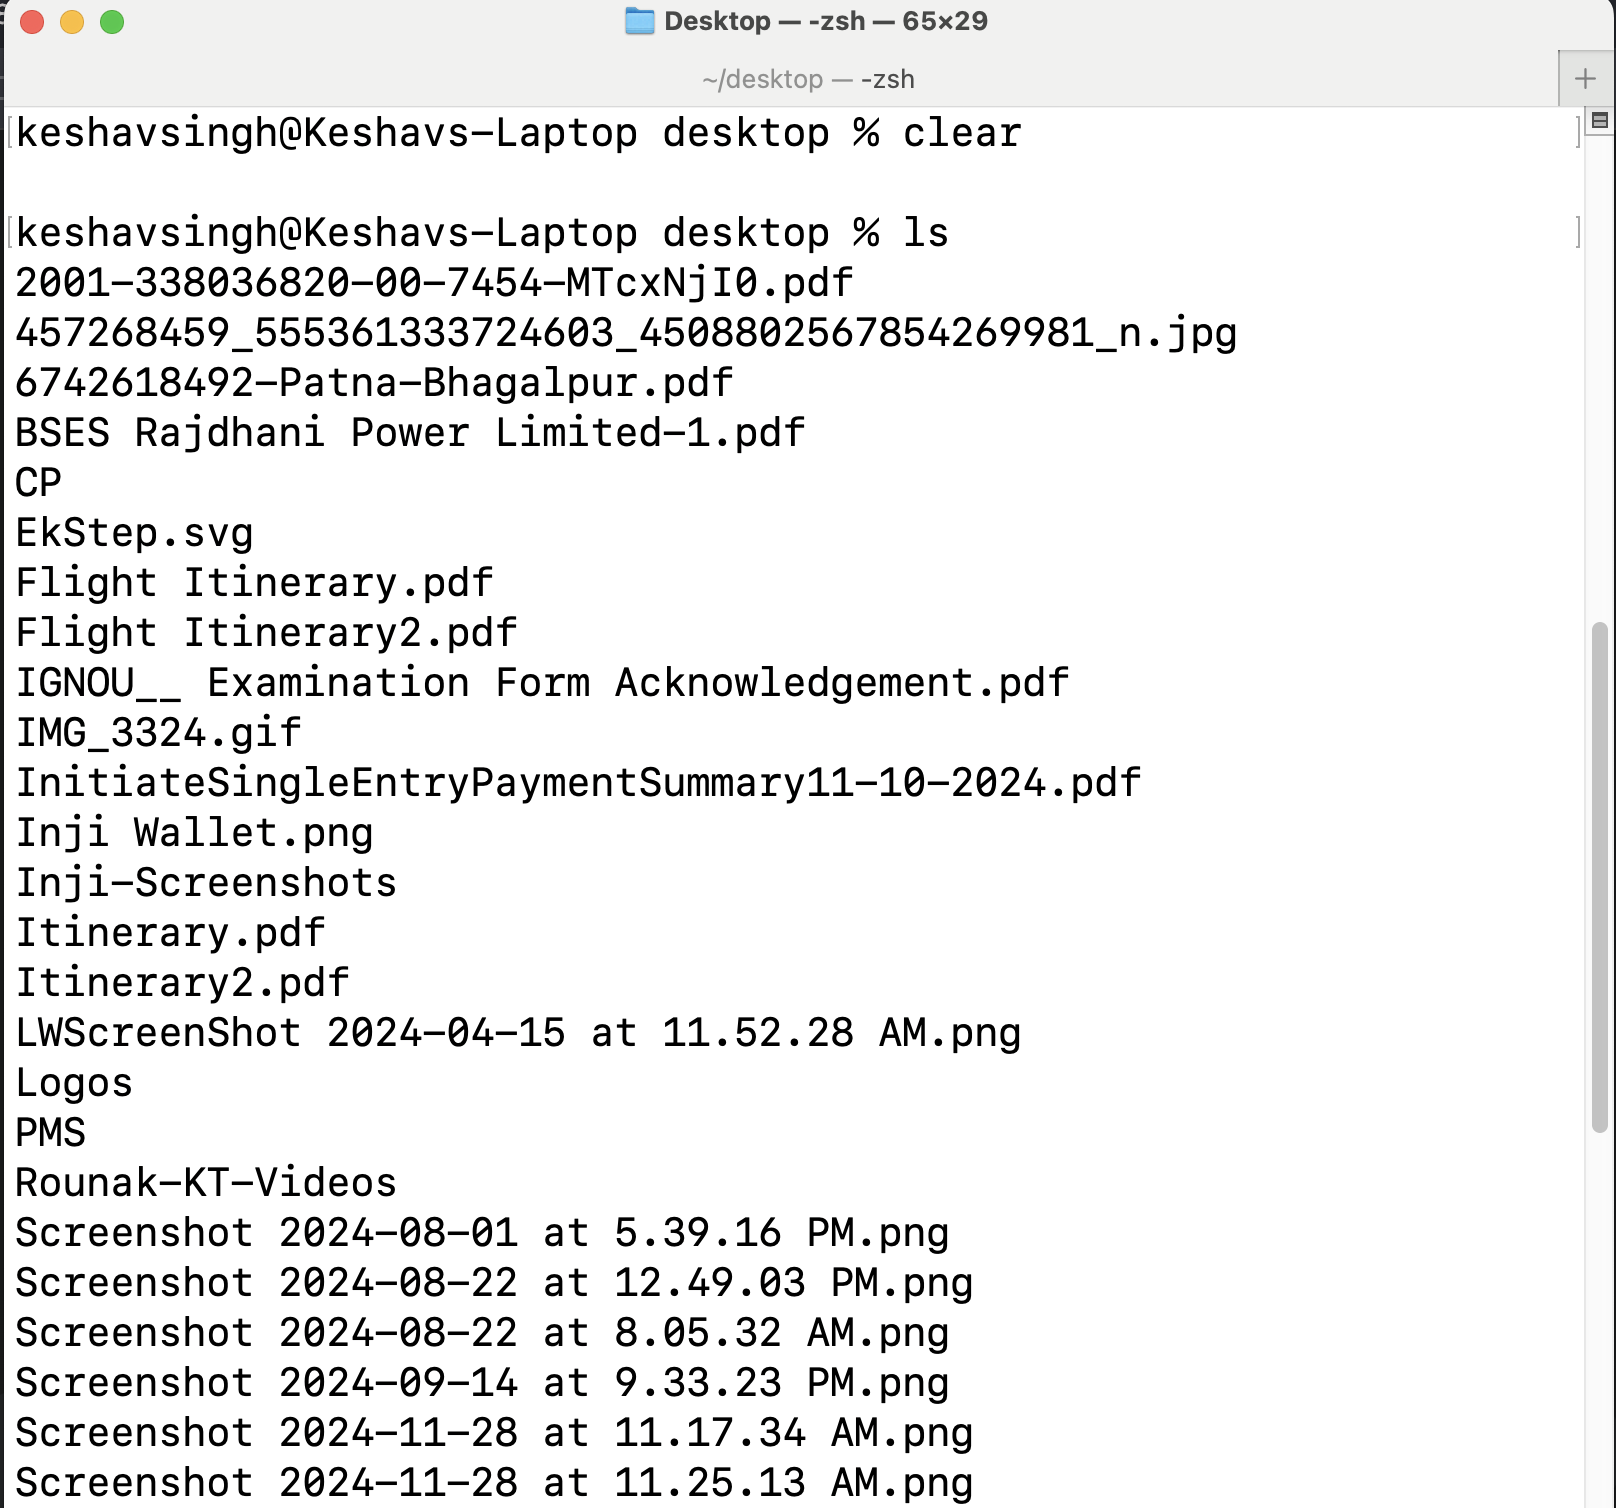 Desktop — -zsh — 65×29
~/desktop — -zsh
keshavsingh@Keshavs-Laptop desktop % clear
keshavsingh@Keshavs-Laptop desktop % ls
2001-338036820-00-7454-MTcxNjI0.pdf
457268459_555361333724603_4508802567854269981_n.jpg
6742618492-Patna-Bhagalpur.pdf
BSES Rajdhani Power Limited-1.pdf
CP
EkStep.svg
Flight Itinerary.pdf
Flight Itinerary2.pdf
IGNOU__ Examination Form Acknowledgement.pdf
IMG_3324.gif
InitiateSingleEntryPaymentSummary11-10-2024.pdf
Inji Wallet.png
Inji-Screenshots
Itinerary.pdf
Itinerary2.pdf
LWScreenShot 2024-04-15 at 11.52.28 AM.png
Logos
PMS
Rounak-KT-Videos
Screenshot 2024-08-01 at 5.39.16 PM.png
Screenshot 2024-08-22 at 12.49.03 PM.png
Screenshot 2024-08-22 at 8.05.32 AM.png
Screenshot 2024-09-14 at 9.33.23 PM.png
Screenshot 2024-11-28 at 11.17.34 AM.png
Screenshot 2024-11-28 at 11.25.13 AM.png